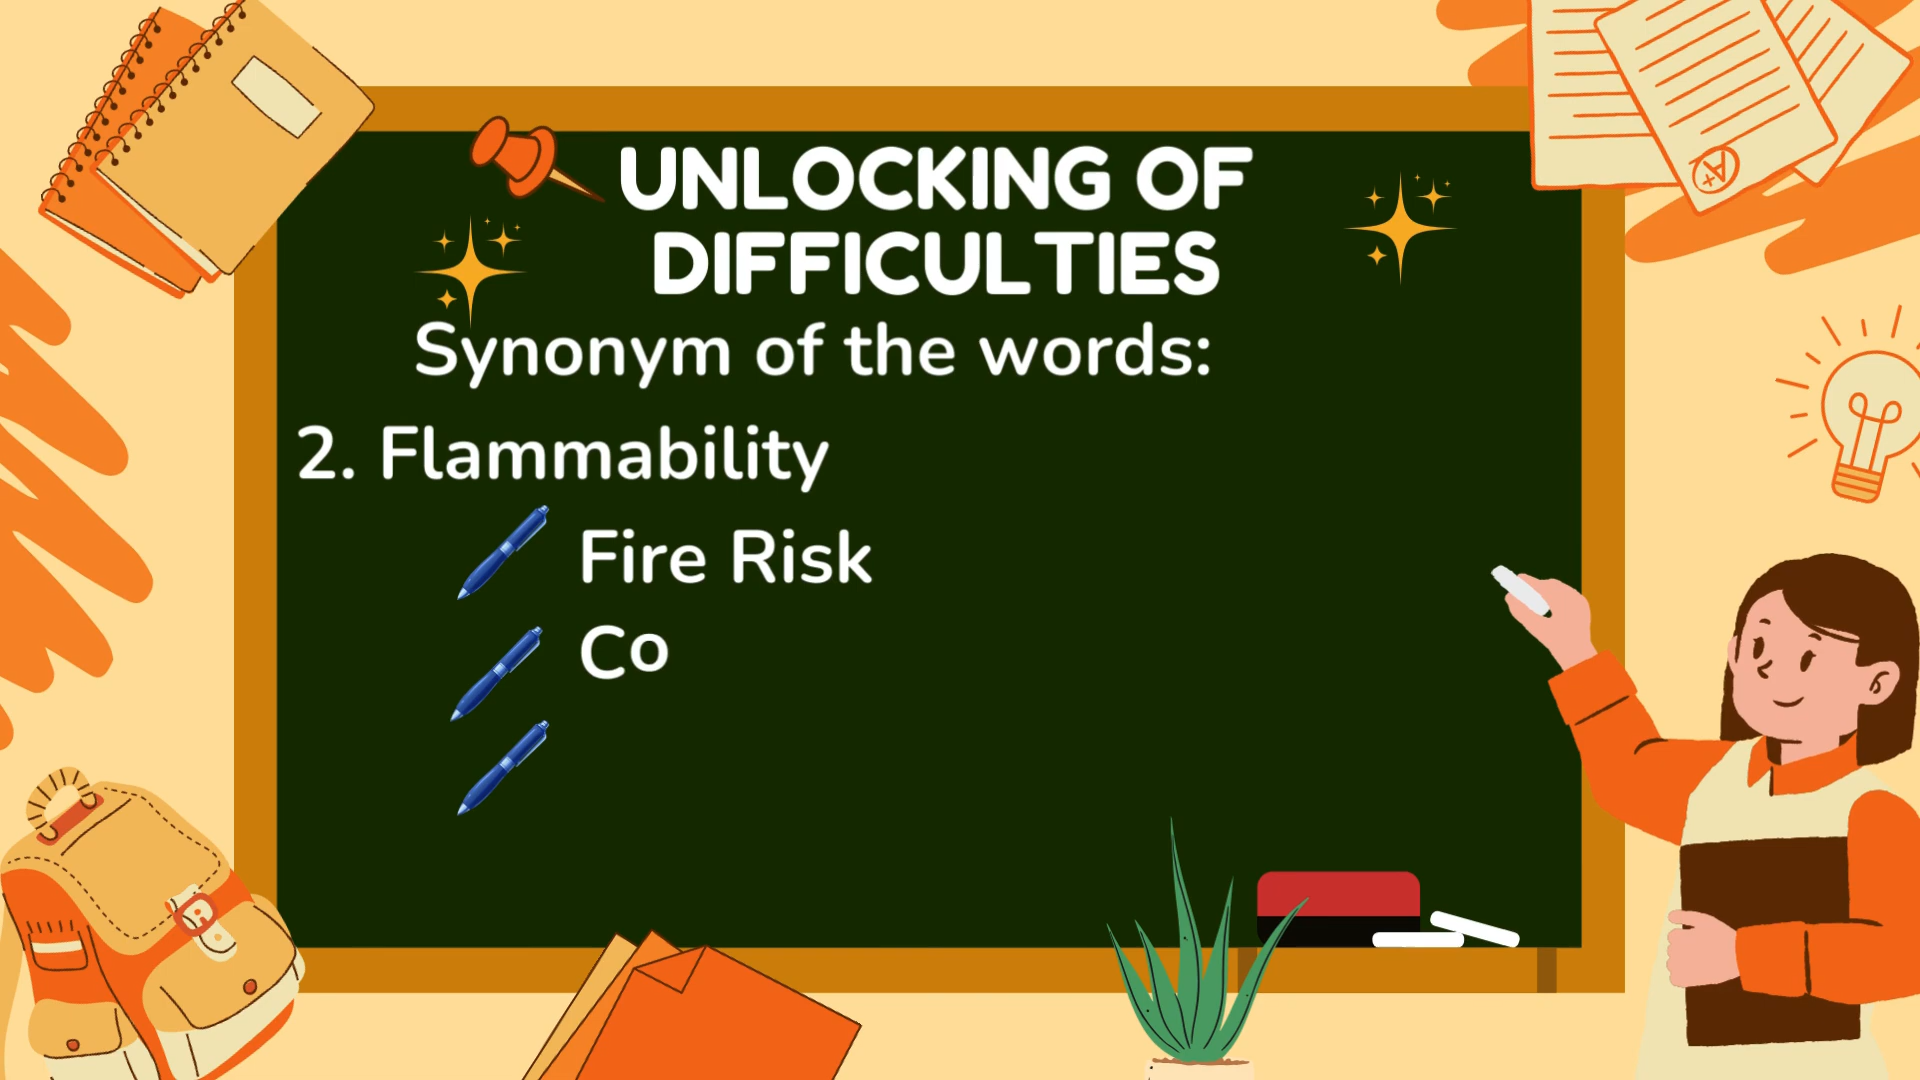 UNLOCKING OF
DIFFICULTIES
Synonym of the words:
2. Flammability
Fire Risk
Co
A+